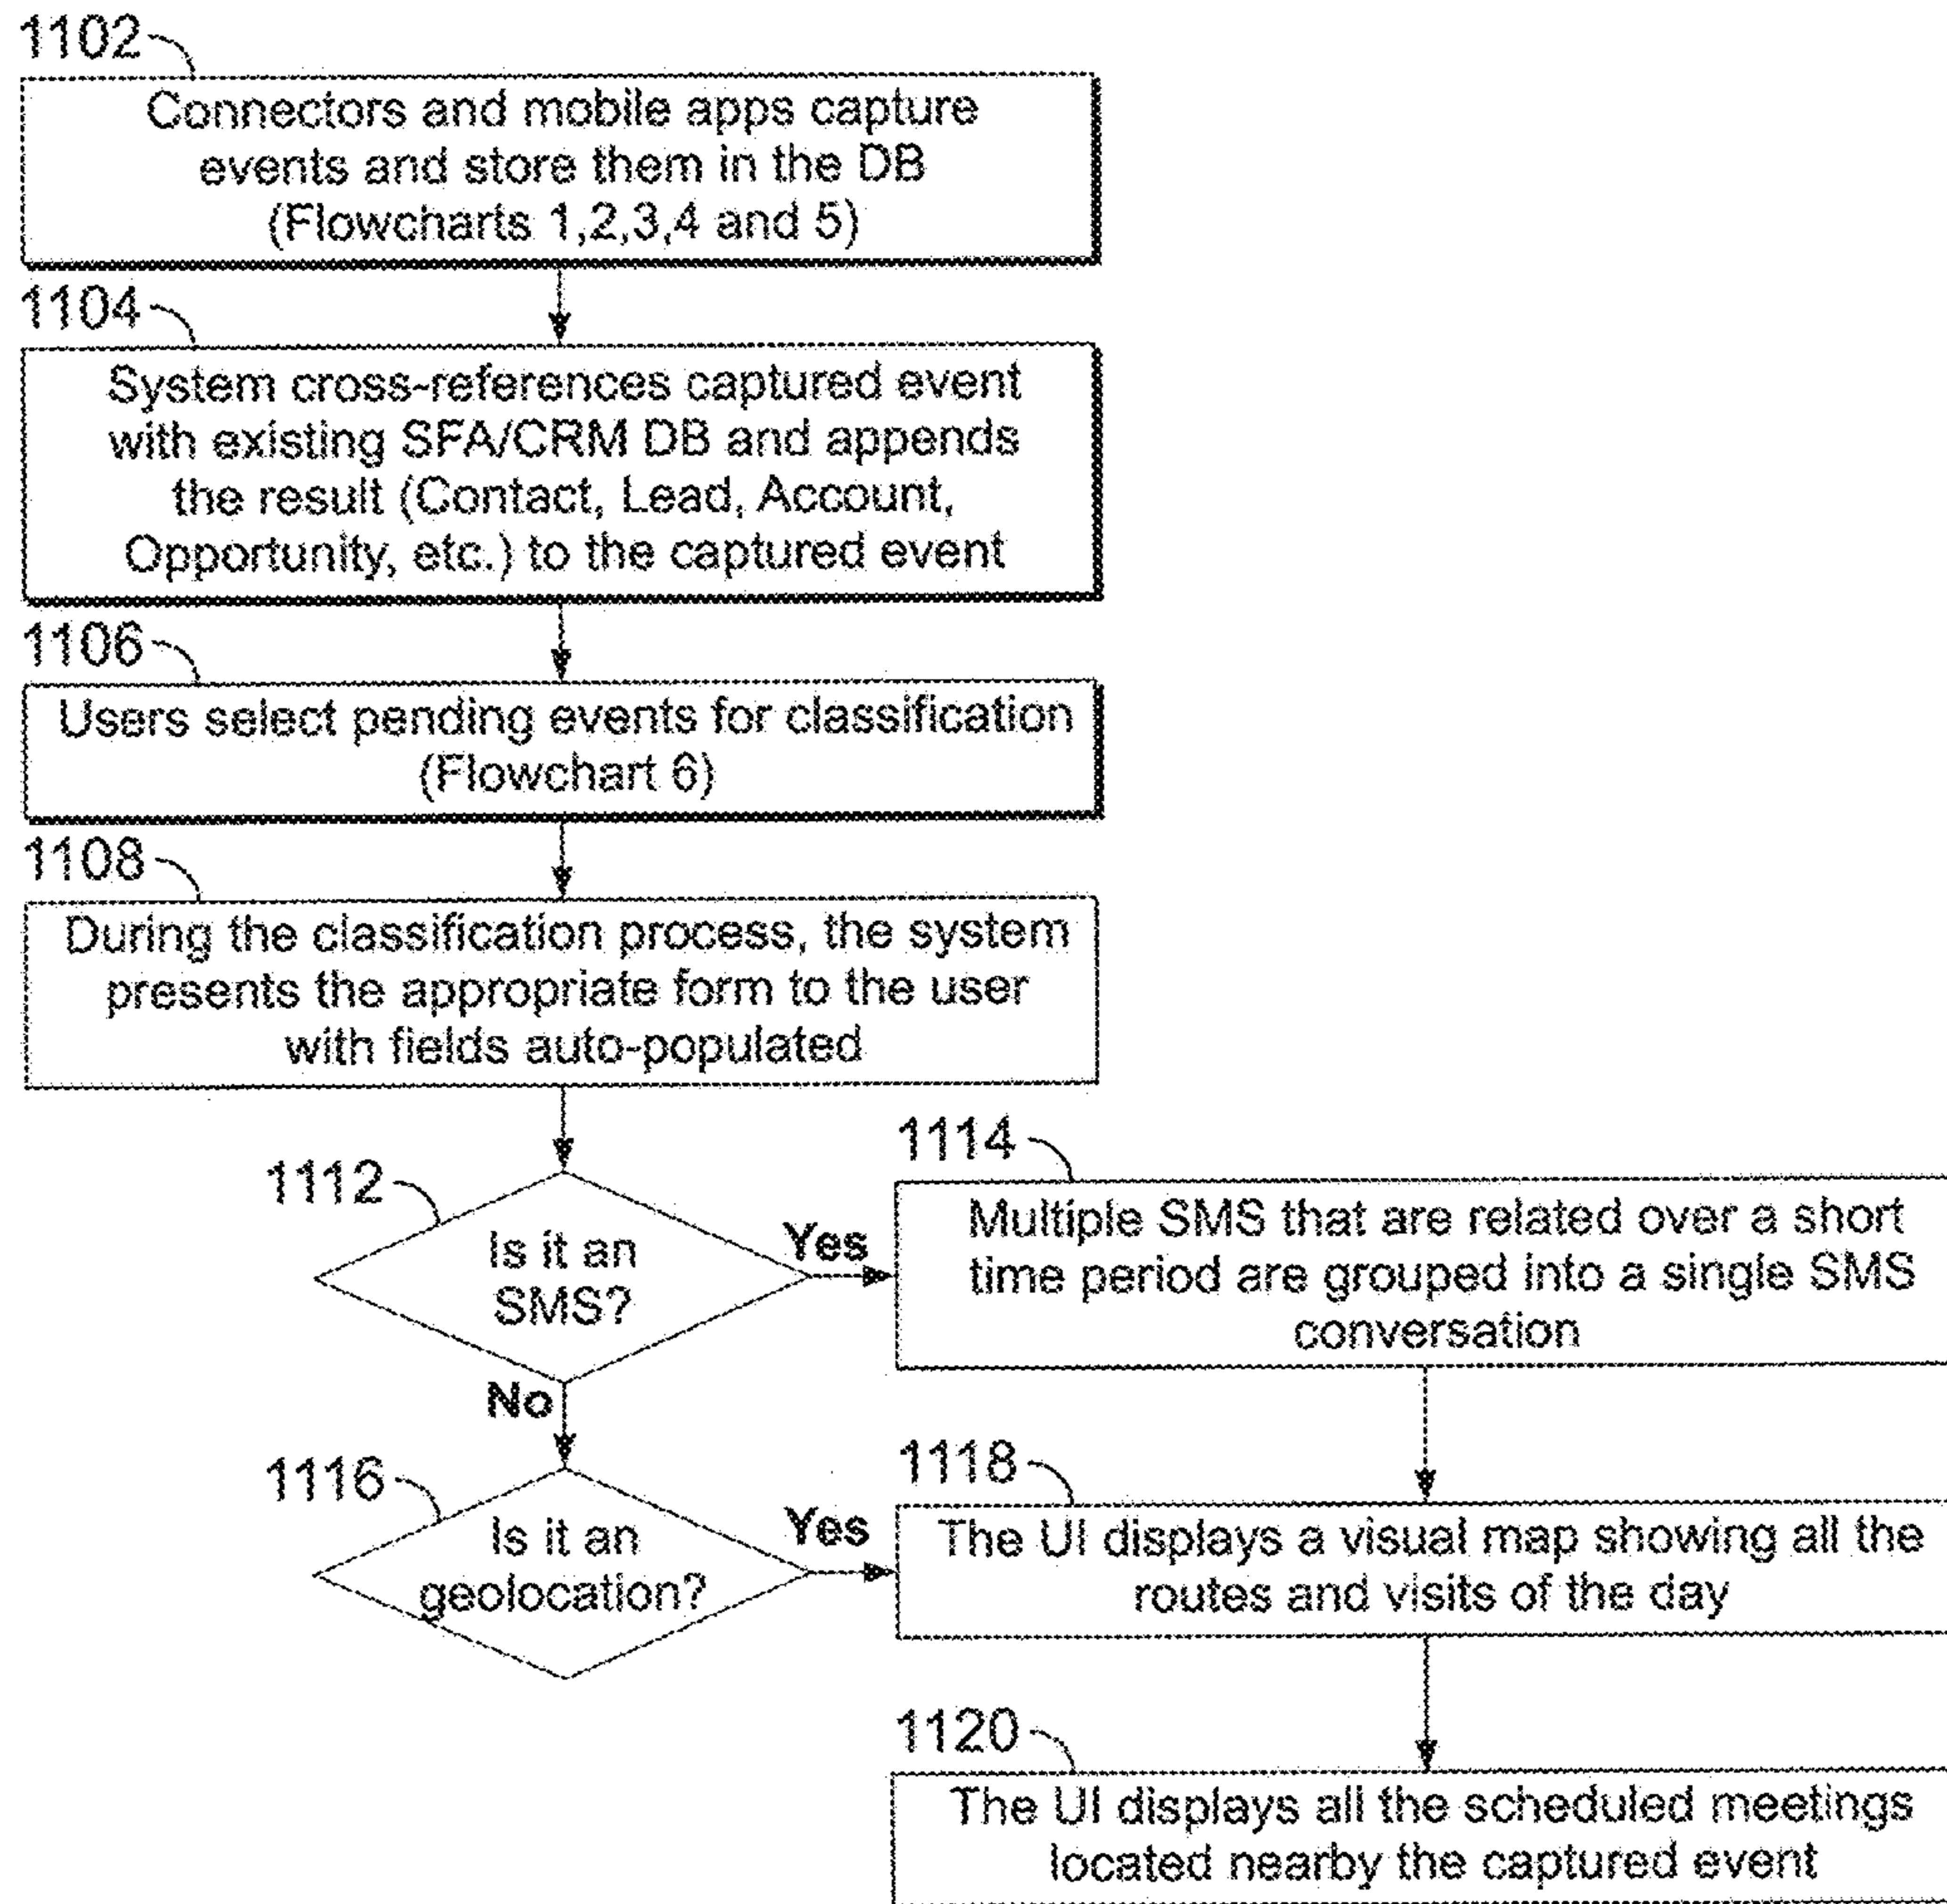 1102
Connectors and mobile apps capture
events and store them in the DB
(Flowcharts 1,2,3,4 and 5)
1104
System cross-references captured event
with existing SFA/CRM DB and appends
the result (Contact, Lead, Account,
Opportunity, etc.) to the captured event
1106
Users select pending events for classification
(Flowchart 6)
1108
During the classification process, the system
presents the appropriate form to the user
with fields auto-populated
1112
Is it an
SMS?
Yes
No
1114
Multiple SMS that are related over a short
time period are grouped into a single SMS
conversation
1116
Is it an
geolocation?
Yes
1118
The UI displays a visual map showing all the
routes and visits of the day
1120
The UI displays all the scheduled meetings
located nearby the captured event